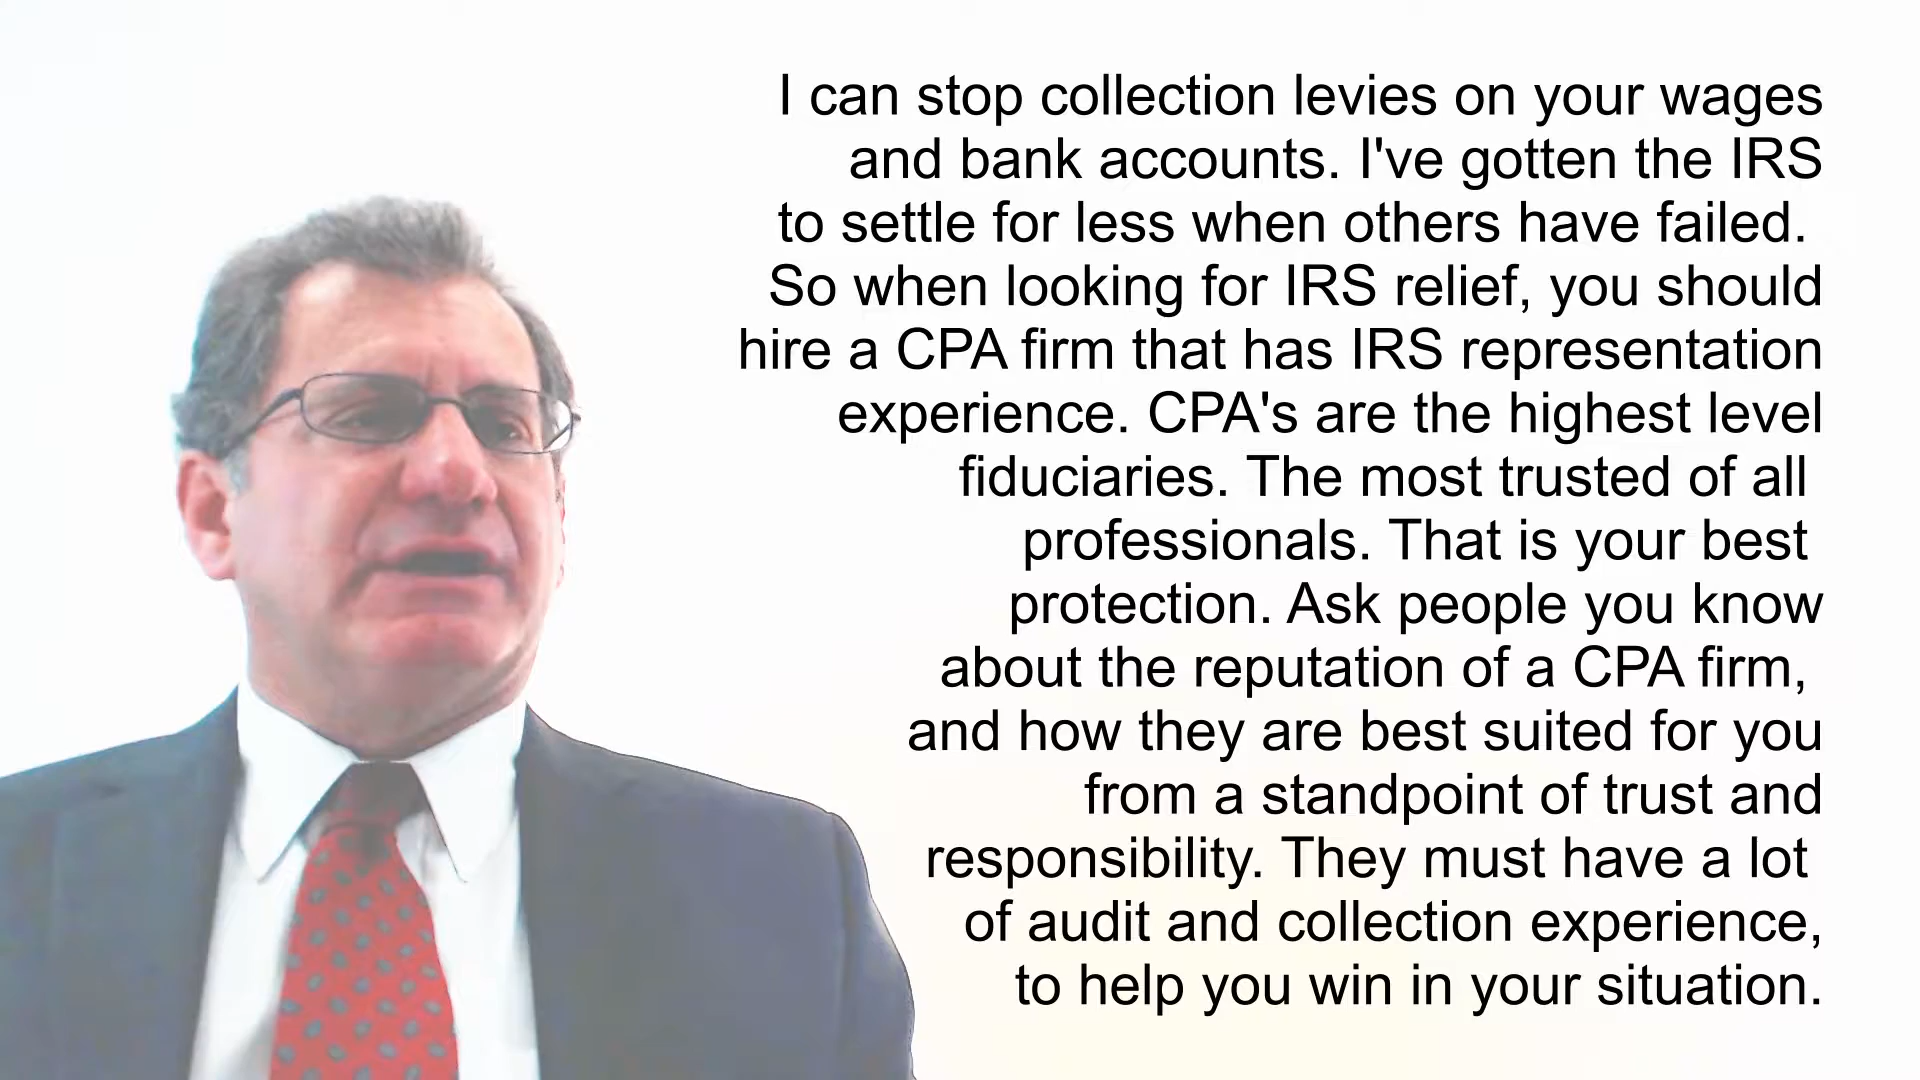 I can stop collection levies on your wages
and bank accounts. I've gotten the IRS
to settle for less when others have failed.
So when looking for IRS relief, you should
hire a CPA firm that has IRS representation
experience. CPA's are the highest level
fiduciaries. The most trusted of all
professionals. That is your best
protection. Ask people you know
about the reputation of a CPA firm,
and how they are best suited for you
from a standpoint of trust and
responsibility. They must have a lot
of audit and collection experience,
to help you win in your situation.